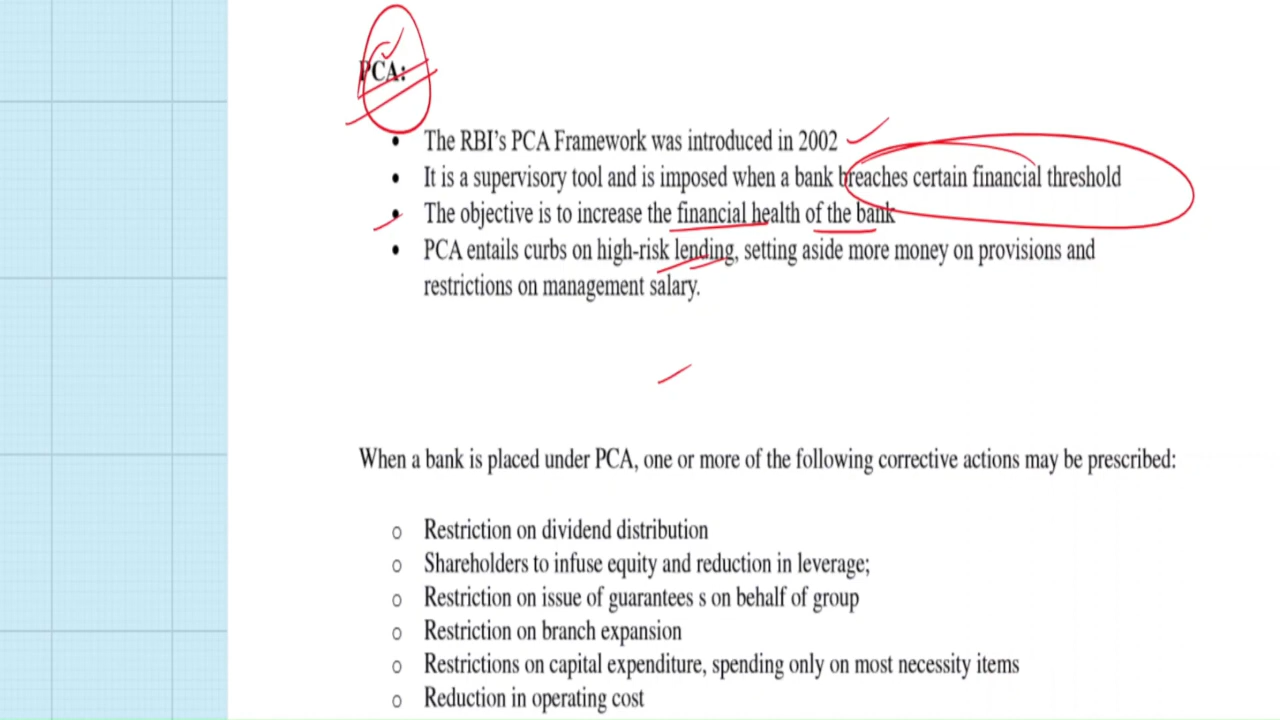 PCA:
• The RBI's PCA Framework was introduced in 2002
• It is a supervisory tool and is imposed when a bank breaches certain financial threshold
• The objective is to increase the financial health of the bank
• PCA entails curbs on high-risk lending, setting aside more money on provisions and
restrictions on management salary.
When a bank is placed under PCA, one or more of the following corrective actions may be prescribed:
o Restriction on dividend distribution
o Shareholders to infuse equity and reduction in leverage;
o Restriction on issue of guarantees s on behalf of group
o Restriction on branch expansion
o Restrictions on capital expenditure, spending only on most necessity items
o Reduction in operating cost